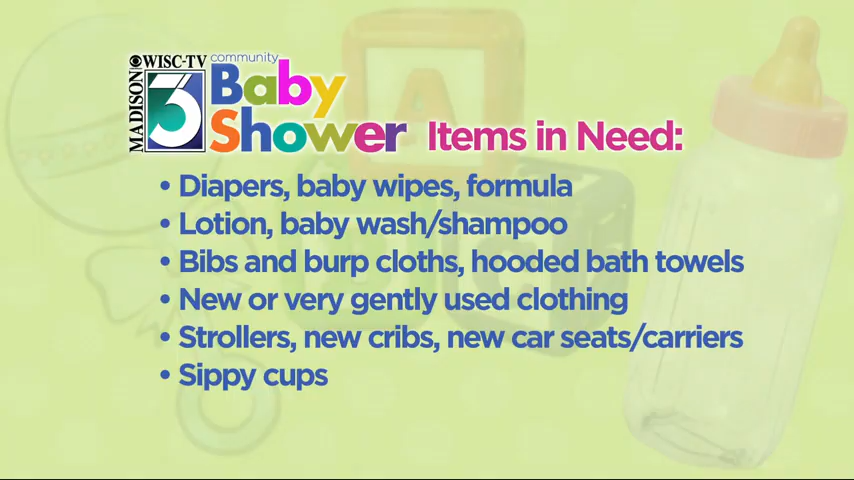 MADISON
WISC-TV
3
community
Baby
Shower
Items in Need:
• Diapers, baby wipes, formula
• Lotion, baby wash/shampoo
• Bibs and burp cloths, hooded bath towels
• New or very gently used clothing
• Strollers, new cribs, new car seats/carriers
• Sippy cups
A